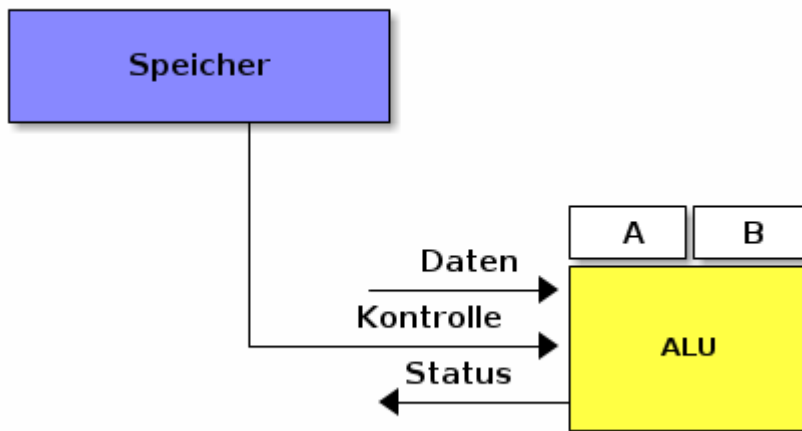 Speicher
A B
Daten
Kontrolle
ALU
Status